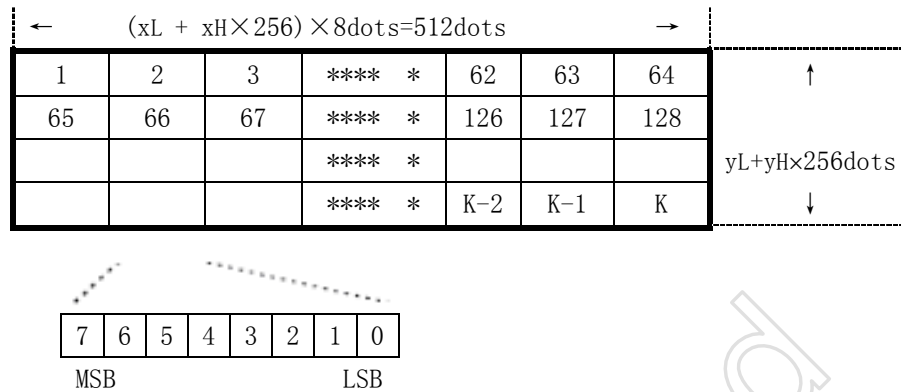 ← (xL + xH×256)×8dots=512dots →
1 2 3 **** * 62 63 64 ↑
65 66 67 **** * 126 127 128
**** * yL+yH×256dots
**** * K-2 K-1 K ↓
7 6 5 4 3 2 1 0
MSB LSB